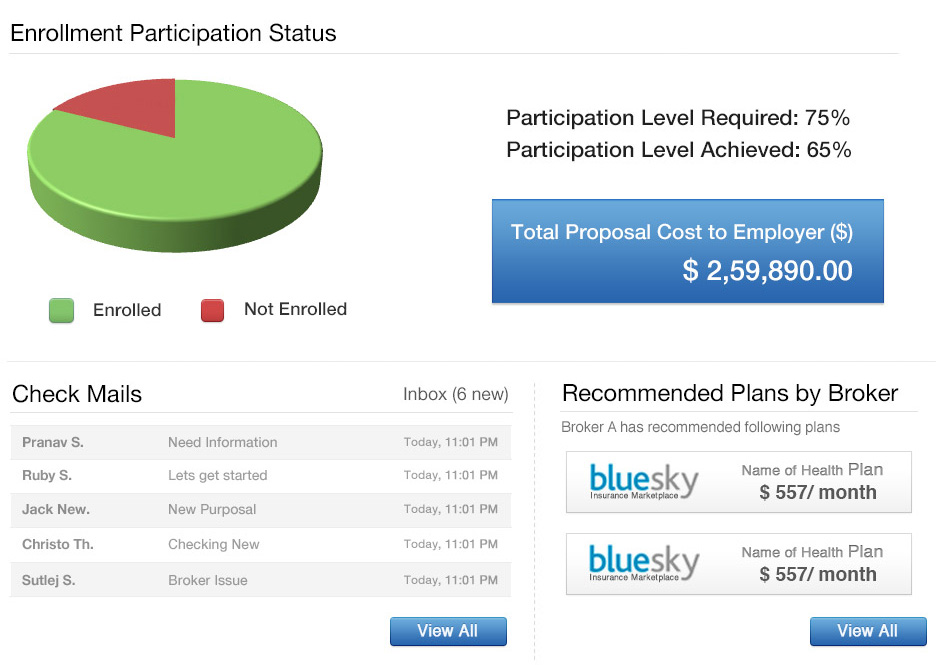 Enrollment Participation Status
Participation Level Required: 75%
Participation Level Achieved: 65%
Total Proposal Cost to Employer ($)
$ 2,59,890.00
Enrolled
Not Enrolled
Check Mails
Inbox (6 new)
Pranav S. Need Information Today, 11:01 PM
Ruby S. Lets get started Today, 11:01 PM
Jack New. New Purposal Today, 11:01 PM
Christo Th. Checking New Today, 11:01 PM
Sutlej S. Broker Issue Today, 11:01 PM
View All
Recommended Plans by Broker
Broker A has recommended following plans
bluesky
Insurance Marketplace
Name of Health Plan
$ 557/ month
bluesky
Insurance Marketplace
Name of Health Plan
$ 557/ month
View All